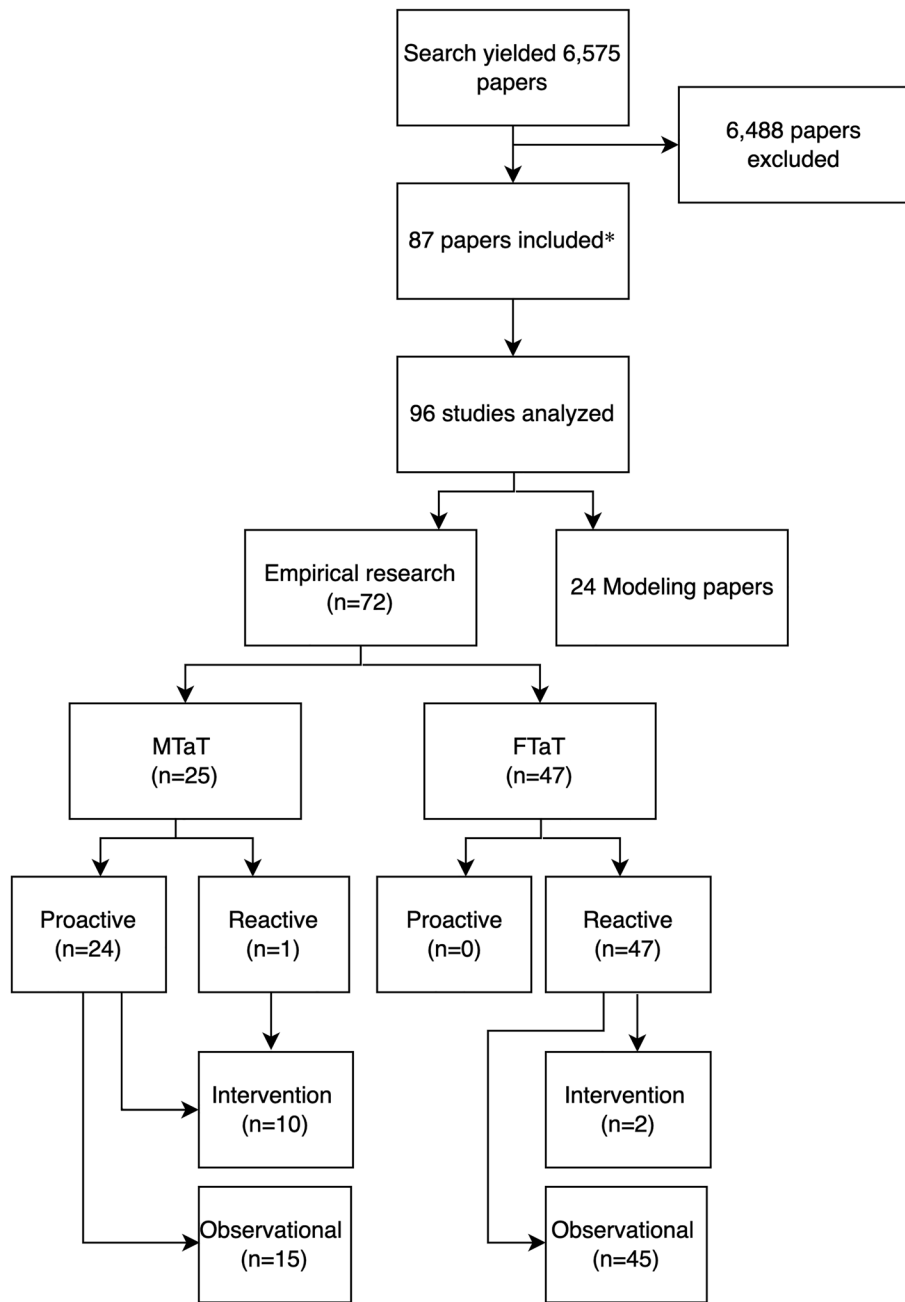 Search yielded 6,575
papers
6,488 papers
excluded
87 papers included*
96 studies analyzed
Empirical research
(n=72)
24 Modeling papers
MTaT
(n=25)
FTaT
(n=47)
Proactive
(n=24)
Reactive
(n=1)
Proactive
(n=0)
Reactive
(n=47)
Intervention
(n=10)
Intervention
(n=2)
Observational
(n=15)
Observational
(n=45)